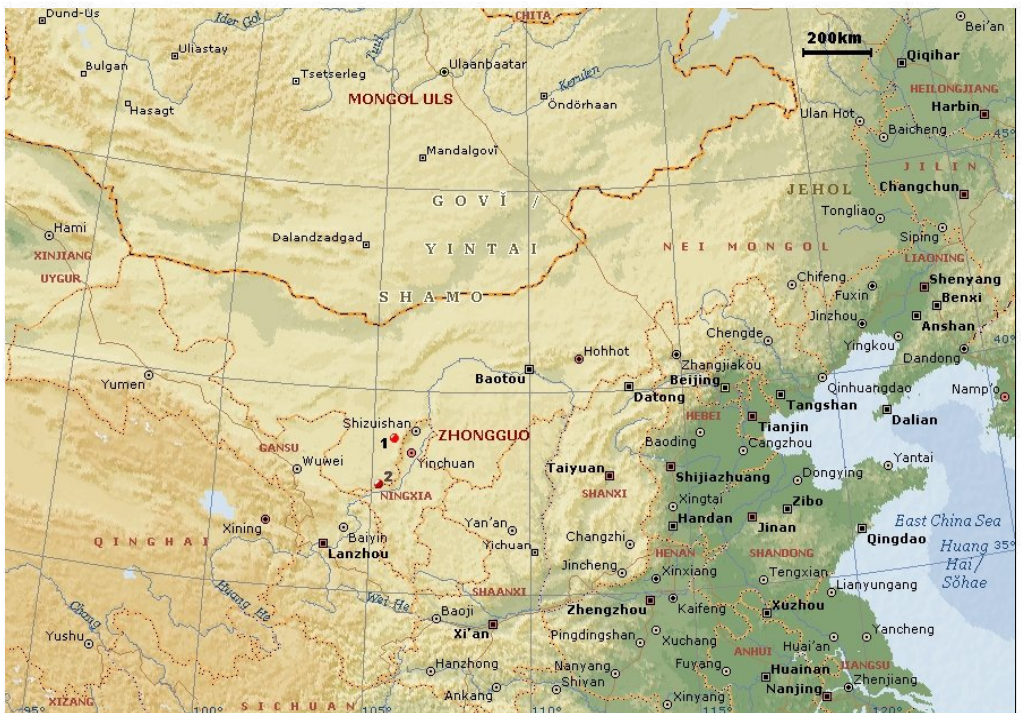 Dund-Us
Ider Gol
CHITA
Bei'an
Uliastay
Tuul
200km
Qiqihar
Bulgan
Tsetserleg
Ulaanbaatar
Kerulen
HEILONGJIANG
MONGOL ULS
Öndörhaan
Hasagt
Harbin
Ulan Hot
45°
Baicheng
Mandalgovĭ
JILIN
GOVĬ /
JEHOL
Changchun
Tongliao
Hami
Dalandzadgad
YINTAI
NEI MONGOL
Siping
XINJIANG
UYGUR
LIAONING
Chifeng
Shenyang
SHAMO
Fuxin
Benxi
Jinzhou
Anshan
Chengde
Yingkou
40°
Hohhot
Zhangjiakou
Dandong
Baotou
Yumen
Datong
Beijing
Qinhuangdao
Namp'o
Tangshan
HEBEI
Dalian
Shizuishan
Tianjin
1
ZHONGGUO
Baoding
Cangzhou
GANSU
Yinchuan
Wuwei
Taiyuan
Shijiazhuang
Yantai
2
Dongying
NINGXIA
SHANXI
Xingtai
Zibo
Xining
Yan'an
Handan
Jinan
East China Sea
QINGHAI
Baiyin
Qingdao
Lanzhou
Yichuan
Changzhi
Huang
Hai /
Sŏhae
35°
HENAN
SHANDONG
Jincheng
Xinxiang
Tengxian
Huang He
SHAANXI
Lianyungang
Wei He
Zhengzhou
Kaifeng
Xuzhou
Chang
Baoji
Yushu
Xi'an
Pingdingshan
Xuchang
Huai'an
Yancheng
ANHUI
Hanzhong
Nanyang
Fuyang
Huainan
JIANGSU
Ankang
Shiyan
Nanjing
Zhenjiang
XIZANG
SICHUAN
Xinyang
95°
100°
105°
110°
115°
120°